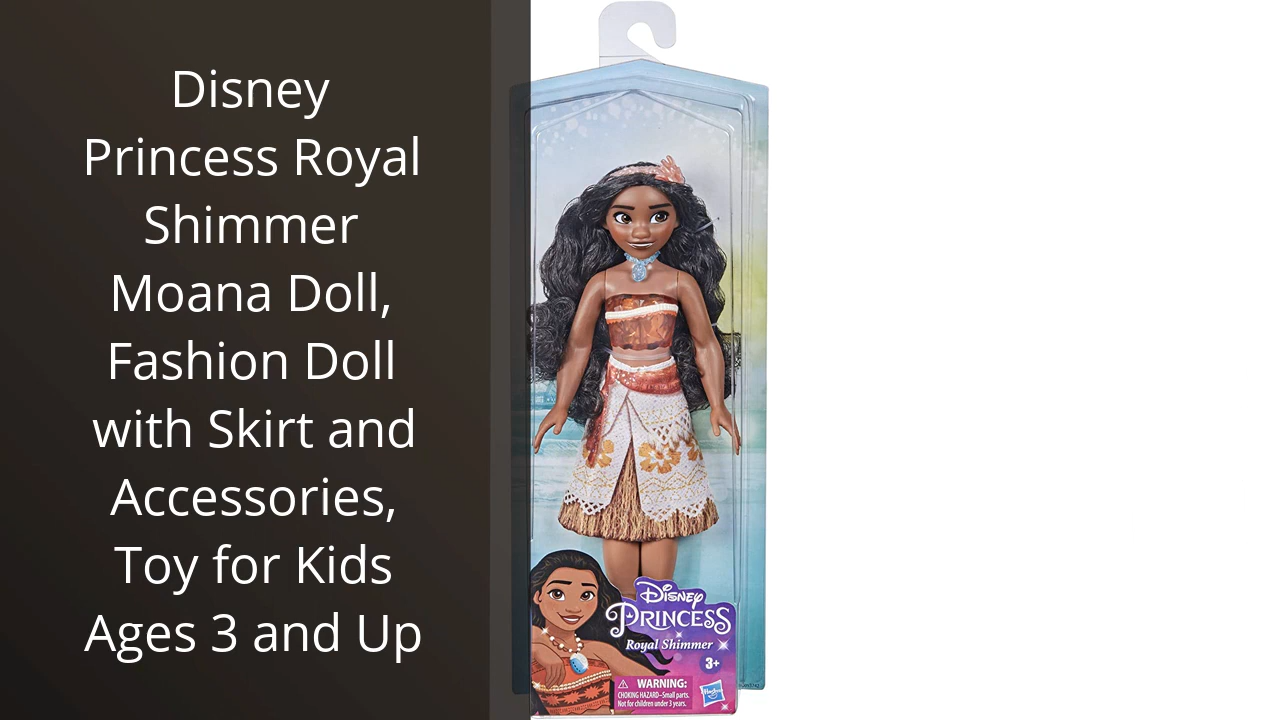 Disney
Princess Royal
Shimmer
Moana Doll,
Fashion Doll
with Skirt and
Accessories,
Toy for Kids
Ages 3 and Up
Disney
PRINCESS
Royal Shimmer
3+
WARNING:
CHOKING HAZARD–Small parts.
Not for children under 3 years.
Hasbro